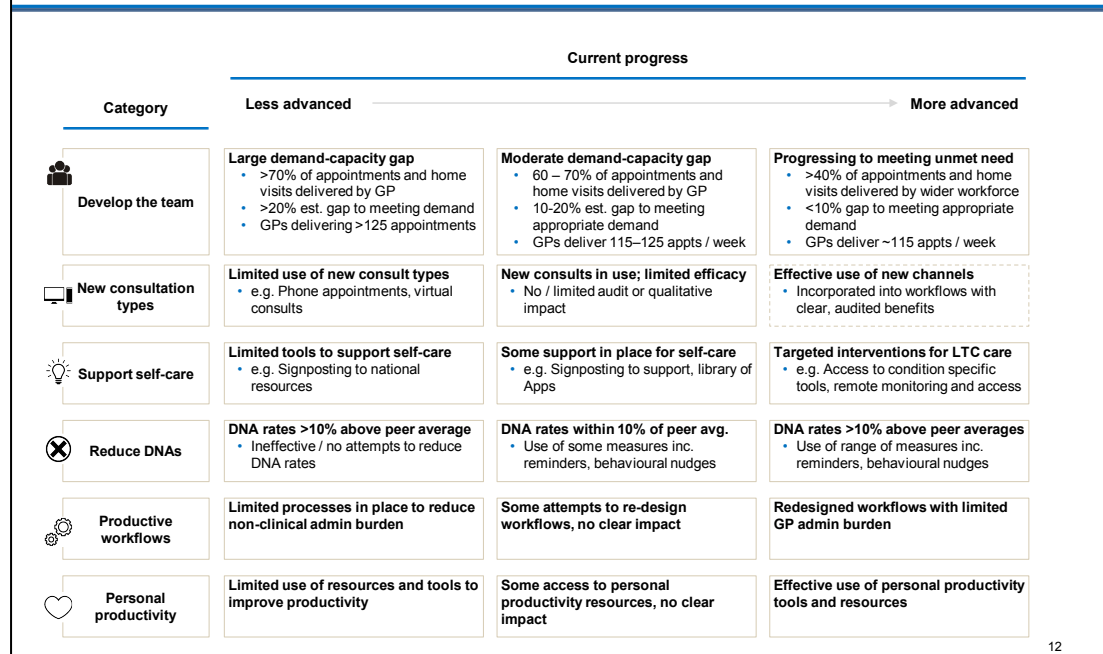 Current progress
Category
Less advanced
More advanced
Develop the team
Large demand-capacity gap
• >70% of appointments and home
visits delivered by GP
• >20% est. gap to meeting demand
• GPs delivering >125 appointments
Moderate demand-capacity gap
• 60 – 70% of appointments and
home visits delivered by GP
• 10-20% est. gap to meeting
appropriate demand
• GPs deliver 115–125 appts / week
Progressing to meeting unmet need
• >40% of appointments and home
visits delivered by wider workforce
• <10% gap to meeting appropriate
demand
• GPs deliver ~115 appts / week
New consultation
types
Limited use of new consult types
• e.g. Phone appointments, virtual
consults
New consults in use; limited efficacy
• No / limited audit or qualitative
impact
Effective use of new channels
• Incorporated into workflows with
clear, audited benefits
Support self-care
Limited tools to support self-care
• e.g. Signposting to national
resources
Some support in place for self-care
• e.g. Signposting to support, library of
Apps
Targeted interventions for LTC care
• e.g. Access to condition specific
tools, remote monitoring and access
Reduce DNAs
DNA rates >10% above peer average
• Ineffective / no attempts to reduce
DNA rates
DNA rates within 10% of peer avg.
• Use of some measures inc.
reminders, behavioural nudges
DNA rates >10% above peer averages
• Use of range of measures inc.
reminders, behavioural nudges
Productive
workflows
Limited processes in place to reduce
non-clinical admin burden
Some attempts to re-design
workflows, no clear impact
Redesigned workflows with limited
GP admin burden
Personal
productivity
Limited use of resources and tools to
improve productivity
Some access to personal
productivity resources, no clear
impact
Effective use of personal productivity
tools and resources
12